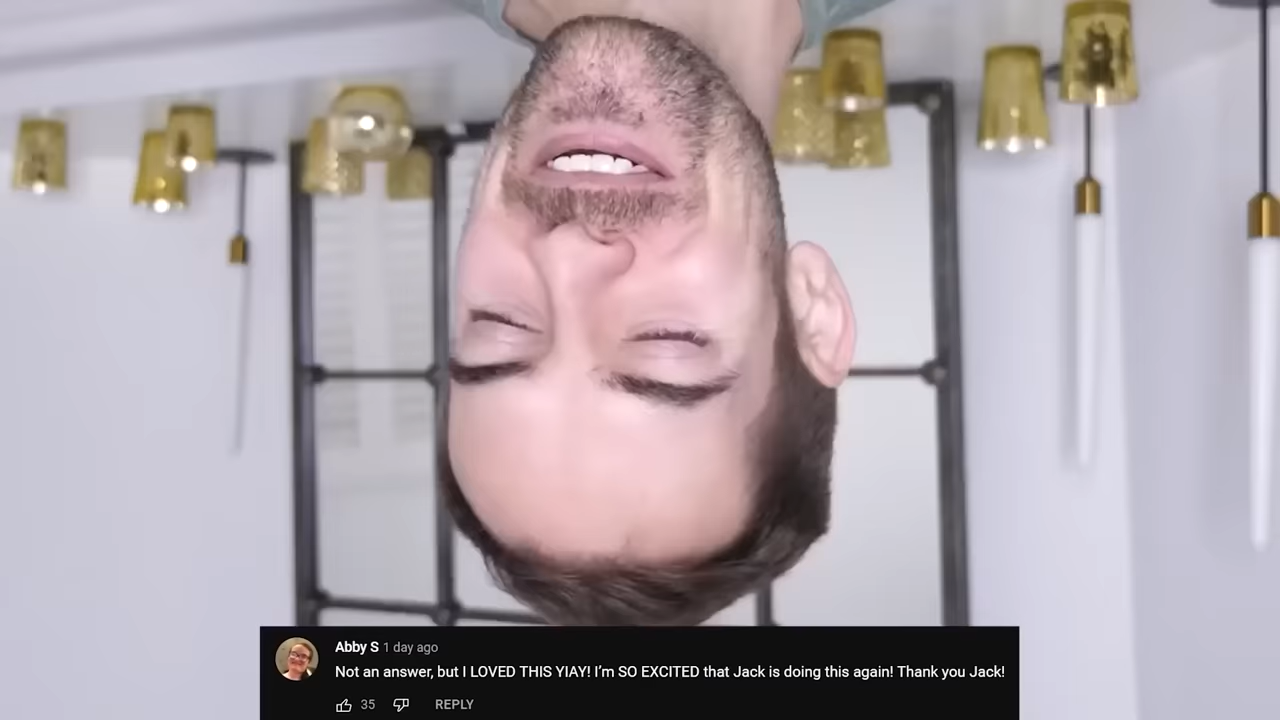 Abby S 1 day ago
Not an answer, but I LOVED THIS YIAY! I'm SO EXCITED that Jack is doing this again! Thank you Jack!
35
REPLY